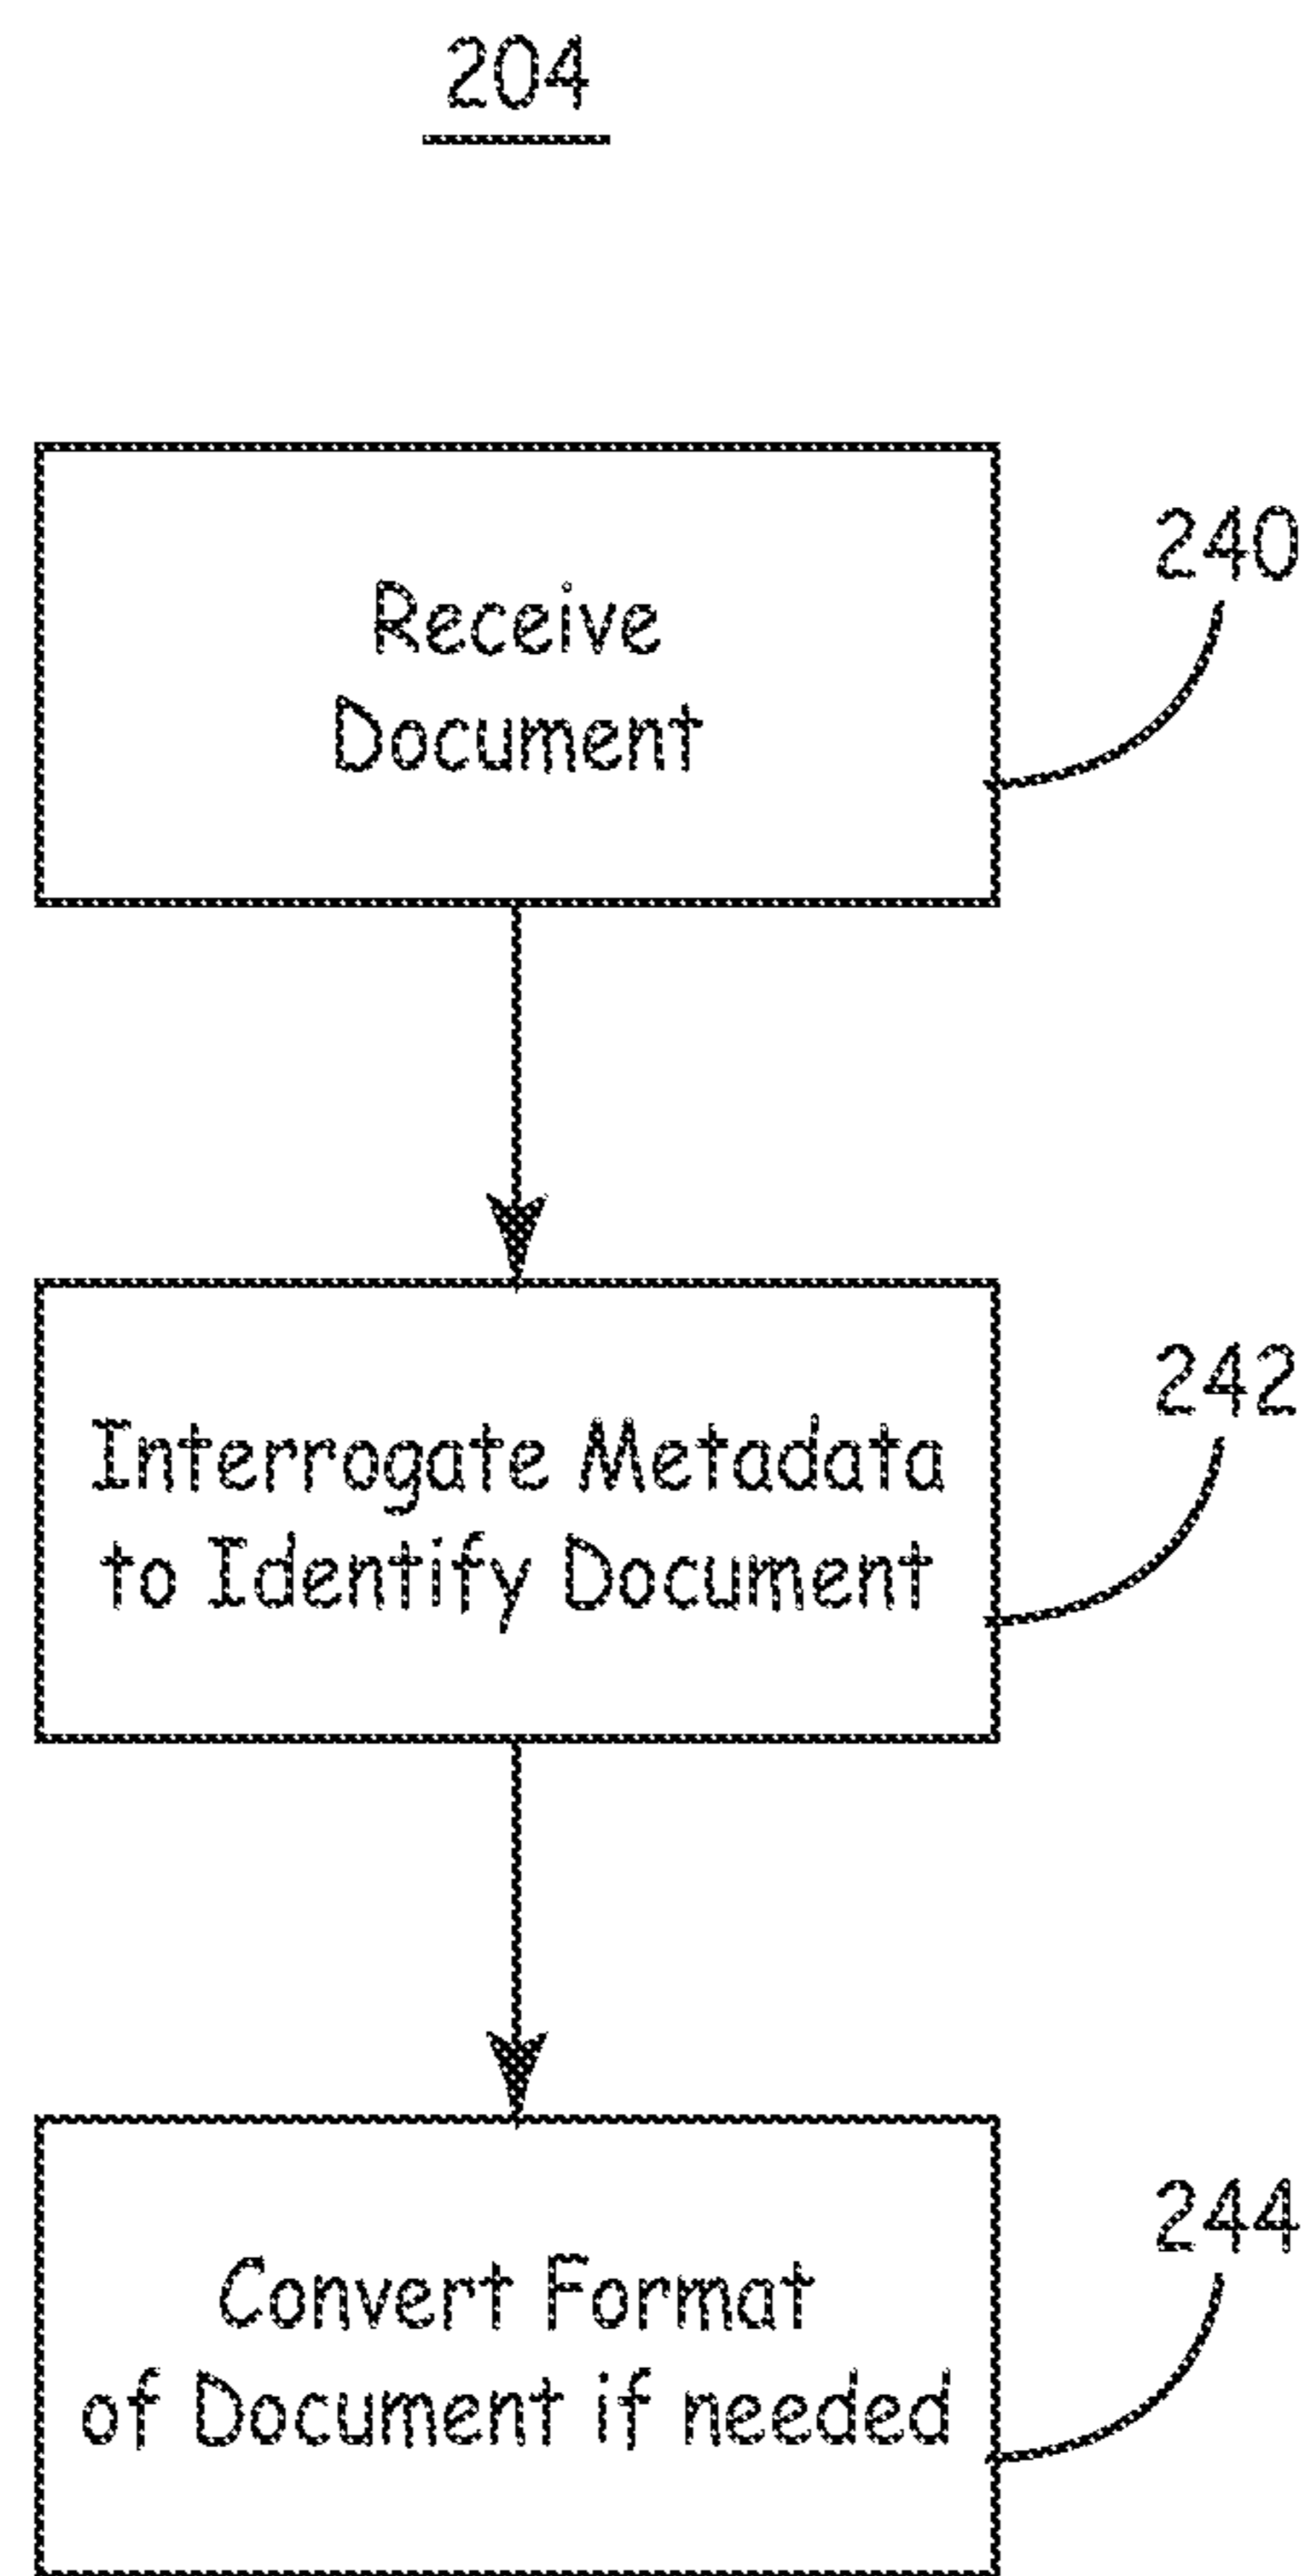 204
Receive
Document
240
Interrogate Metadata
to Identify Document
242
Convert Format
of Document if needed
244